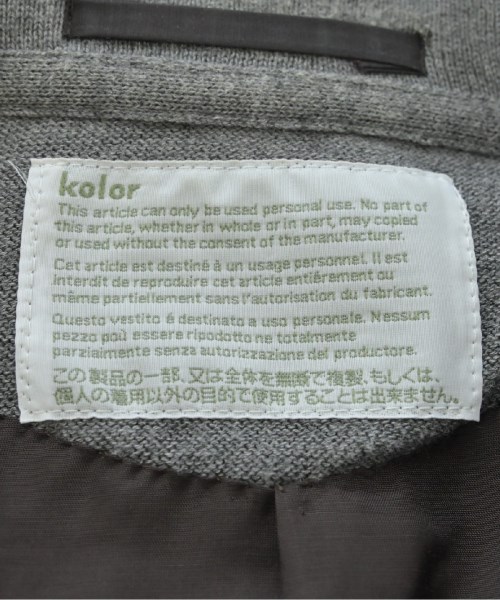 kolor
This article can only be used personal use. No part of
this article, whether in whole or in part, may copied
or used without the consent of the manufacturer.
Cet article est destiné à un usage personnel. Il est
interdit de reproduire cet article entiérement ou
même partiellement sans l'autorisation du fabricant.
Questo vestito é destinato a uso personale. Nessum
pezzo poü essere ripodotto ne totalmente
parzialmente senza autorizzazione del produttore.
この製品の一部、又は全体を無断で複製、もしくは、
個人の着用以外の目的で使用することは出来ません。